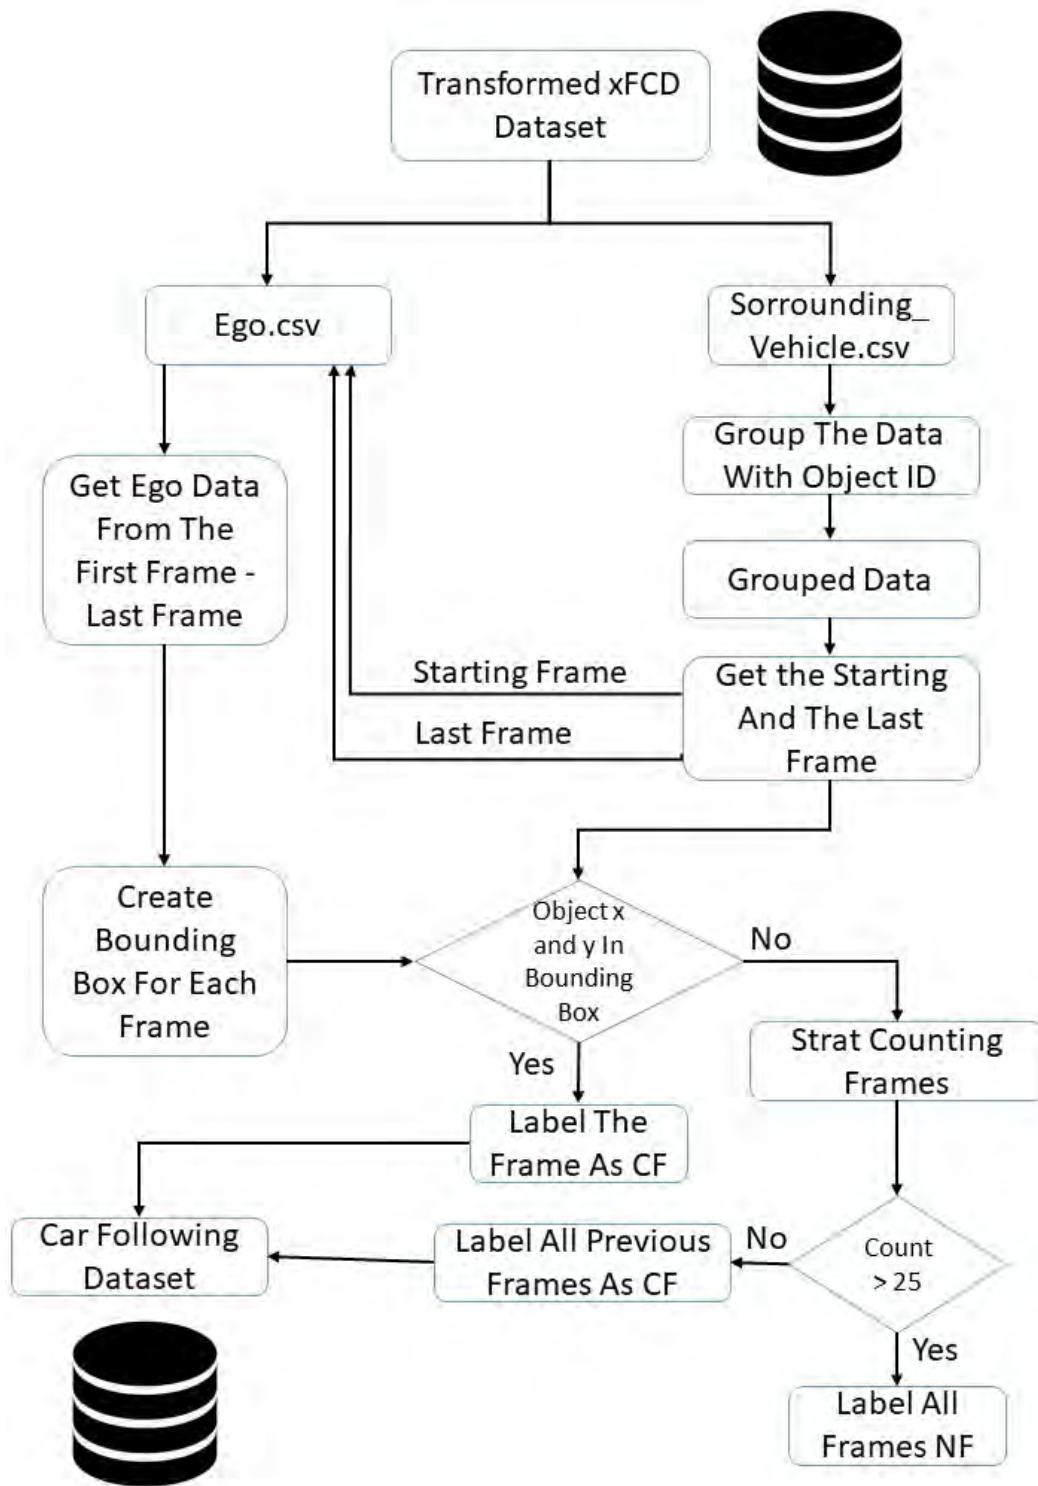 Transformed xFCD
Dataset
Ego.csv
Sorrounding_
Vehicle.csv
Group The Data
With Object ID
Get Ego Data
From The
First Frame -
Last Frame
Grouped Data
Starting Frame
Get the Starting
And The Last
Frame
Last Frame
Create
Bounding
Box For Each
Frame
Object x
and y In
Bounding
Box
No
Yes
Strat Counting
Frames
Label The
Frame As CF
Car Following
Dataset
Label All Previous
Frames As CF
No
Count
> 25
Yes
Label All
Frames NF